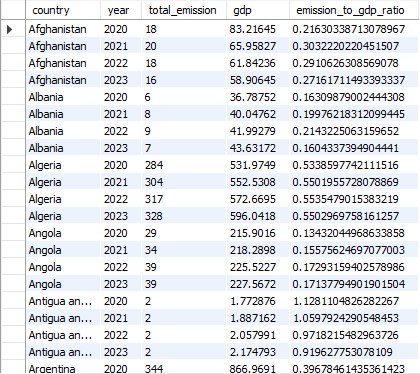 country year total_emission gdp emission_to_gdp_ratio
Afghanistan 2020 18 83.21645 0.21630338713078967
Afghanistan 2021 20 65.95827 0.3032220220451507
Afghanistan 2022 18 61.84236 0.2910626308569078
Afghanistan 2023 16 58.90645 0.27161711493393337
Albania 2020 6 36.78752 0.16309879002444308
Albania 2021 8 40.04762 0.19976218312099445
Albania 2022 9 41.99279 0.2143225063159652
Albania 2023 7 43.63172 0.1604337394904441
Algeria 2020 284 531.9749 0.5338597742111516
Algeria 2021 304 552.5308 0.5501955728078869
Algeria 2022 317 572.6695 0.5535479015383219
Algeria 2023 328 596.0418 0.5502969758161257
Angola 2020 29 215.9016 0.13432044968633858
Angola 2021 34 218.2898 0.15575624697077003
Angola 2022 39 225.5227 0.17293159402578986
Angola 2023 39 227.5672 0.17137794901901504
Antigua an... 2020 2 1.772876 1.1281104826282267
Antigua an... 2021 2 1.887162 1.0597924290548453
Antigua an... 2022 2 2.057991 0.9718215482963726
Antigua an... 2023 2 2.174793 0.919627753078109
Argentina 2020 344 866.9691 0.39678461435361423